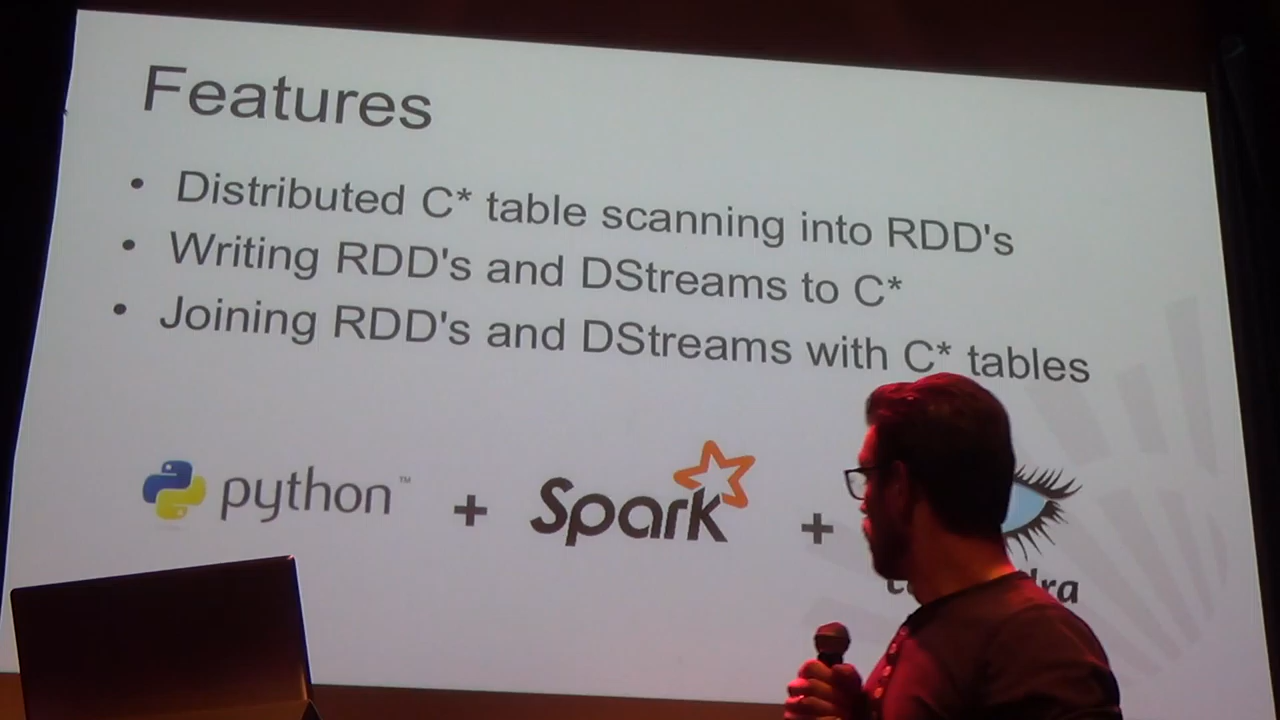 Features
• Distributed C* table scanning into RDD's
• Writing RDD's and DStreams to C*
• Joining RDD's and DStreams with C* tables
python™ + Spark +